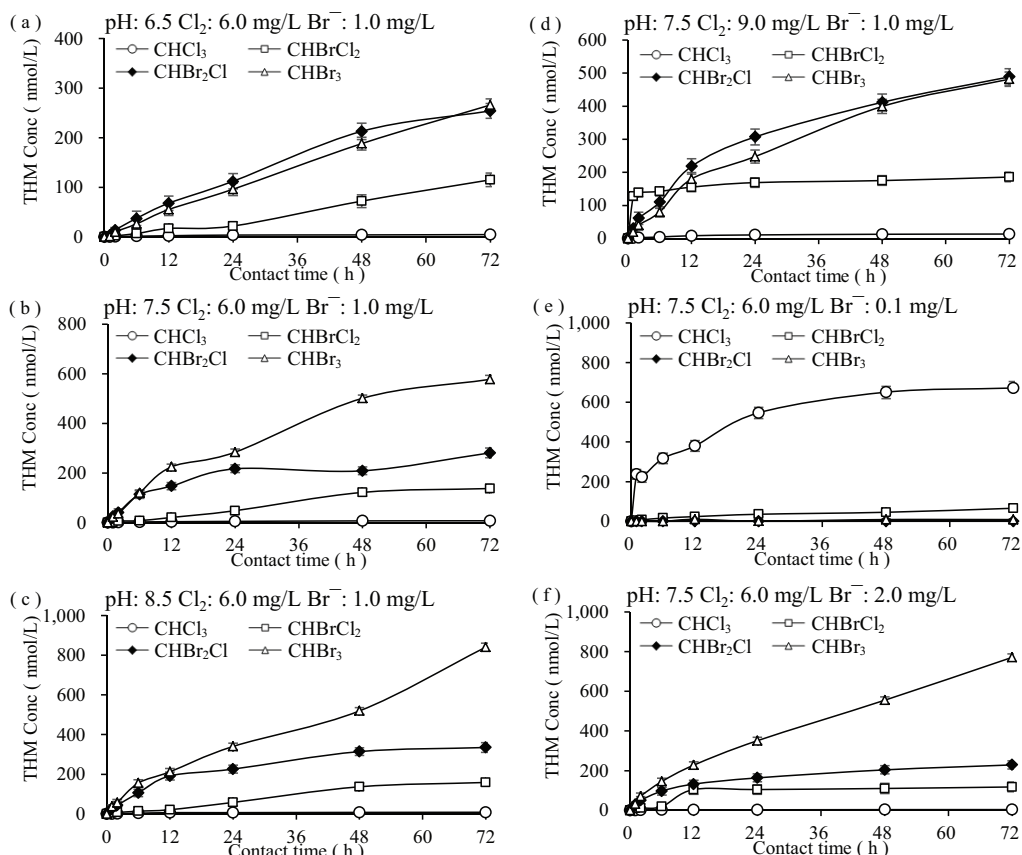 (a) pH: 6.5 Cl₂: 6.0 mg/L Br⁻: 1.0 mg/L
400
300
200
100
0
THM Conc ( nmol/L)
CHCl₃
CHBrCl₂
CHBr₂Cl
CHBr₃
0 12 24 36 48 60 72
Contact time ( h )
(b) pH: 7.5 Cl₂: 6.0 mg/L Br⁻: 1.0 mg/L
800
600
400
200
0
THM Conc ( nmol/L)
CHCl₃
CHBrCl₂
CHBr₂Cl
CHBr₃
0 12 24 36 48 60 72
Contact time ( h )
(c) pH: 8.5 Cl₂: 6.0 mg/L Br⁻: 1.0 mg/L
1,000
800
600
400
200
0
THM Conc ( nmol/L)
CHCl₃
CHBrCl₂
CHBr₂Cl
CHBr₃
0 12 24 36 48 60 72
Contact time ( h )
(d) pH: 7.5 Cl₂: 9.0 mg/L Br⁻: 1.0 mg/L
600
500
400
300
200
100
0
THM Conc ( nmol/L)
CHCl₃
CHBrCl₂
CHBr₂Cl
CHBr₃
0 12 24 36 48 60 72
Contact time ( h )
(e) pH: 7.5 Cl₂: 6.0 mg/L Br⁻: 0.1 mg/L
1,000
800
600
400
200
0
THM Conc ( nmol/L)
CHCl₃
CHBrCl₂
CHBr₂Cl
CHBr₃
0 12 24 36 48 60 72
Contact time ( h )
(f) pH: 7.5 Cl₂: 6.0 mg/L Br⁻: 2.0 mg/L
1,000
800
600
400
200
0
THM Conc ( nmol/L)
CHCl₃
CHBrCl₂
CHBr₂Cl
CHBr₃
0 12 24 36 48 60 72
Contact time ( h )